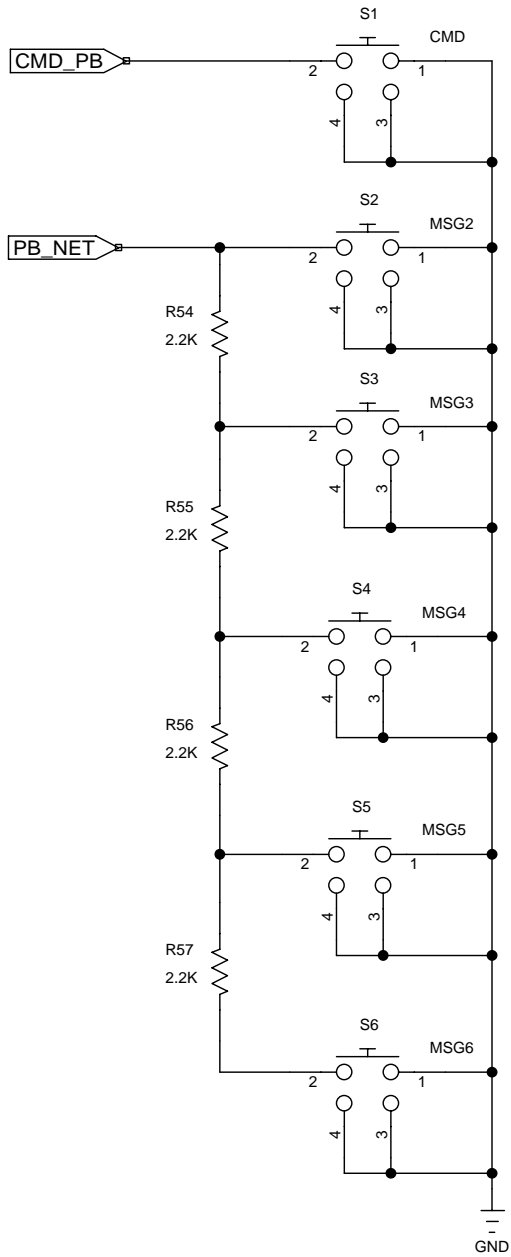 S1
CMD
CMD_PB
2 1
4 3
S2
MSG2
PB_NET
2 1
4 3
R54
2.2K
S3
MSG3
2 1
4 3
R55
2.2K
S4
MSG4
2 1
4 3
R56
2.2K
S5
MSG5
2 1
4 3
R57
2.2K
S6
MSG6
2 1
4 3
GND